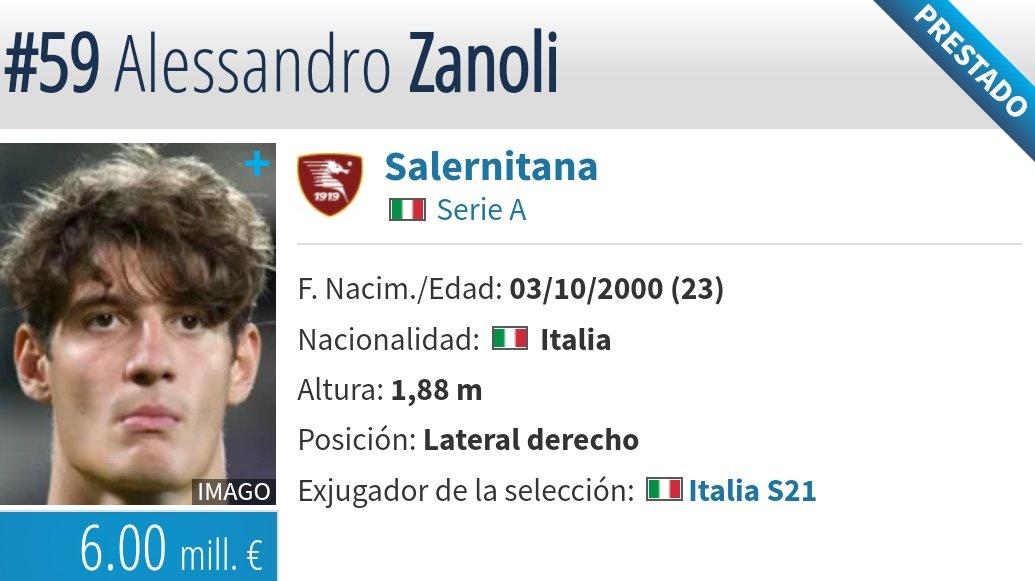 #59 Alessandro Zanoli
PRESTADO
+
1919
Salernitana
Serie A
F. Nacim./Edad: 03/10/2000 (23)
Nacionalidad: Italia
Altura: 1,88 m
Posición: Lateral derecho
IMAGO
Exjugador de la selección: Italia S21
6.00 mill. €